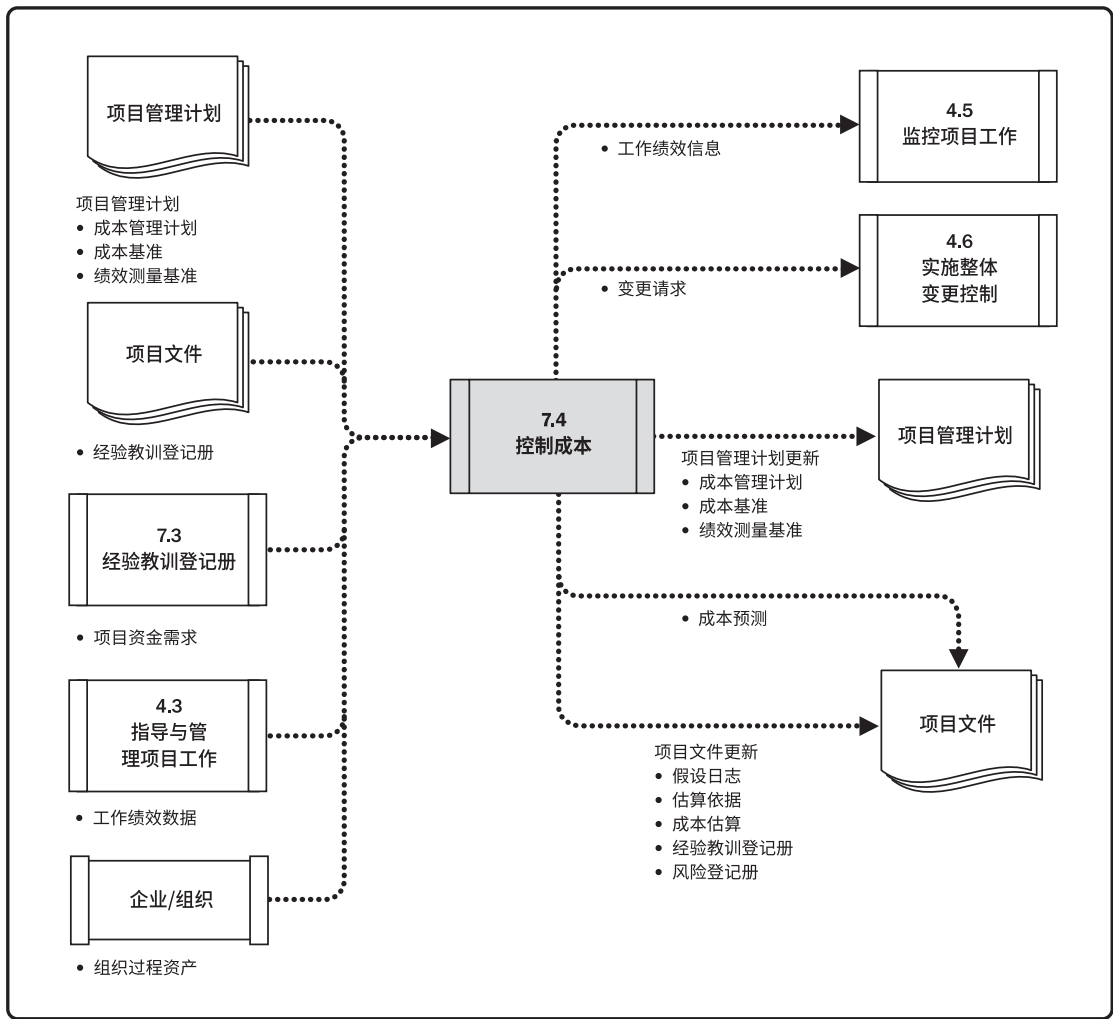 项目管理计划
项目管理计划
• 成本管理计划
• 成本基准
• 绩效测量基准
项目文件
• 经验教训登记册
7.3
经验教训登记册
• 项目资金需求
4.3
指导与管
理项目工作
• 工作绩效数据
企业/组织
• 组织过程资产
7.4
控制成本
• 工作绩效信息
4.5
监控项目工作
• 变更请求
4.6
实施整体
变更控制
项目管理计划更新
• 成本管理计划
• 成本基准
• 绩效测量基准
项目管理计划
• 成本预测
项目文件
项目文件更新
• 假设日志
• 估算依据
• 成本估算
• 经验教训登记册
• 风险登记册